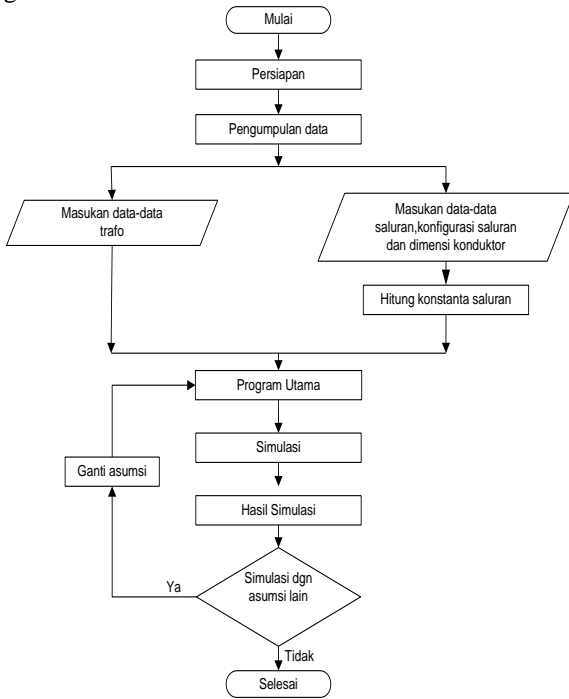 Mulai
Persiapan
Pengumpulan data
Masukan data-data
trafo
Masukan data-data
saluran,konfigurasi saluran
dan dimensi konduktor
Hitung konstanta saluran
Program Utama
Simulasi
Ganti asumsi
Hasil Simulasi
Simulasi dgn
asumsi lain
Ya
Tidak
Selesai